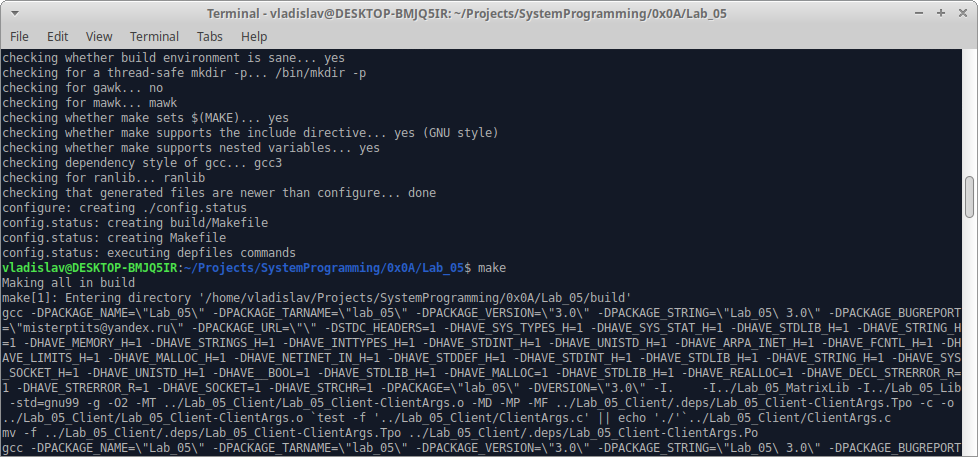 Terminal - vladislav@DESKTOP-BMJQ5IR: ~/Projects/SystemProgramming/0x0A/Lab_05
File Edit View Terminal Tabs Help
checking whether build environment is sane... yes
checking for a thread-safe mkdir -p... /bin/mkdir -p
checking for gawk... no
checking for mawk... mawk
checking whether make sets $(MAKE)... yes
checking whether make supports the include directive... yes (GNU style)
checking whether make supports nested variables... yes
checking dependency style of gcc... gcc3
checking for ranlib... ranlib
checking that generated files are newer than configure... done
configure: creating ./config.status
config.status: creating build/Makefile
config.status: creating Makefile
config.status: executing depfiles commands
vladislav@DESKTOP-BMJQ5IR:~/Projects/SystemProgramming/0x0A/Lab_05$ make
Making all in build
make[1]: Entering directory '/home/vladislav/Projects/SystemProgramming/0x0A/Lab_05/build'
gcc -DPACKAGE_NAME=\"Lab_05\" -DPACKAGE_TARNAME=\"lab_05\" -DPACKAGE_VERSION=\"3.0\" -DPACKAGE_STRING=\"Lab_05\ 3.0\" -DPACKAGE_BUGREPORT
=\"misterptits@yandex.ru\" -DPACKAGE_URL=\"\" -DSTDC_HEADERS=1 -DHAVE_SYS_TYPES_H=1 -DHAVE_SYS_STAT_H=1 -DHAVE_STDLIB_H=1 -DHAVE_STRING_H
=1 -DHAVE_MEMORY_H=1 -DHAVE_STRINGS_H=1 -DHAVE_INTTYPES_H=1 -DHAVE_STDINT_H=1 -DHAVE_UNISTD_H=1 -DHAVE_ARPA_INET_H=1 -DHAVE_FCNTL_H=1 -DH
AVE_LIMITS_H=1 -DHAVE_MALLOC_H=1 -DHAVE_NETINET_IN_H=1 -DHAVE_STDDEF_H=1 -DHAVE_STDINT_H=1 -DHAVE_STDLIB_H=1 -DHAVE_STRING_H=1 -DHAVE_SYS
_SOCKET_H=1 -DHAVE_UNISTD_H=1 -DHAVE__BOOL=1 -DHAVE_STDLIB_H=1 -DHAVE_MALLOC=1 -DHAVE_STDLIB_H=1 -DHAVE_REALLOC=1 -DHAVE_DECL_STRERROR_R=
1 -DHAVE_STRERROR_R=1 -DHAVE_SOCKET=1 -DHAVE_STRCHR=1 -DPACKAGE=\"lab_05\" -DVERSION=\"3.0\" -I. -I../Lab_05_MatrixLib -I../Lab_05_Lib
-std=gnu99 -g -O2 -MT ../Lab_05_Client/Lab_05_Client-ClientArgs.o -MD -MP -MF ../Lab_05_Client/.deps/Lab_05_Client-ClientArgs.Tpo -c -o
../Lab_05_Client/Lab_05_Client-ClientArgs.o `test -f '../Lab_05_Client/ClientArgs.c' || echo './'`../Lab_05_Client/ClientArgs.c
mv -f ../Lab_05_Client/.deps/Lab_05_Client-ClientArgs.Tpo ../Lab_05_Client/.deps/Lab_05_Client-ClientArgs.Po
gcc -DPACKAGE_NAME=\"Lab_05\" -DPACKAGE_TARNAME=\"lab_05\" -DPACKAGE_VERSION=\"3.0\" -DPACKAGE_STRING=\"Lab_05\ 3.0\" -DPACKAGE_BUGREPORT